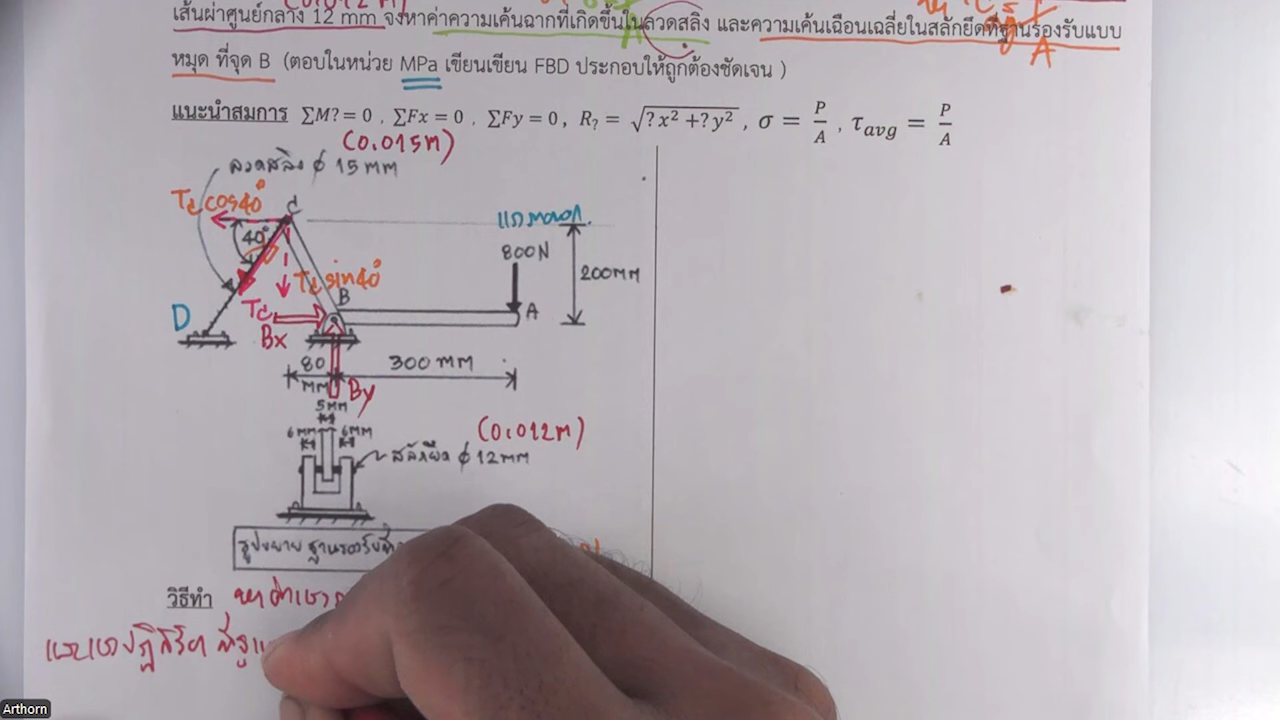 (0.012 m)
เส้นผ่าศูนย์กลาง 12 mm จงหาค่าความเค้นฉากที่เกิดขึ้นในลวดสลิง และความเค้นเฉือนเฉลี่ยในสลักยึดที่ฐานรองรับแบบ
A
หมุด ที่จุด B (ตอบในหน่วย MPa เขียนเขียน FBD ประกอบให้ถูกต้องชัดเจน )
A
แนะนำสมการ ∑M? = 0 , ∑Fx = 0 , ∑Fy = 0 , R? = √?x² +?y² , σ = P/A , τavg = P/A
(0.015m)
ลวดสลิง ϕ 15 mm
Tc cos40°
C
40°
แรงภายนอก
800N
200mm
Tc sin40°
B
A
D
Tc
Bx
80
mm
300 mm
By
5mm
6mm
6mm
(0.012m)
สลักยึด ϕ 12mm
รูปขยาย ฐานรองรับที่
วิธีทำ